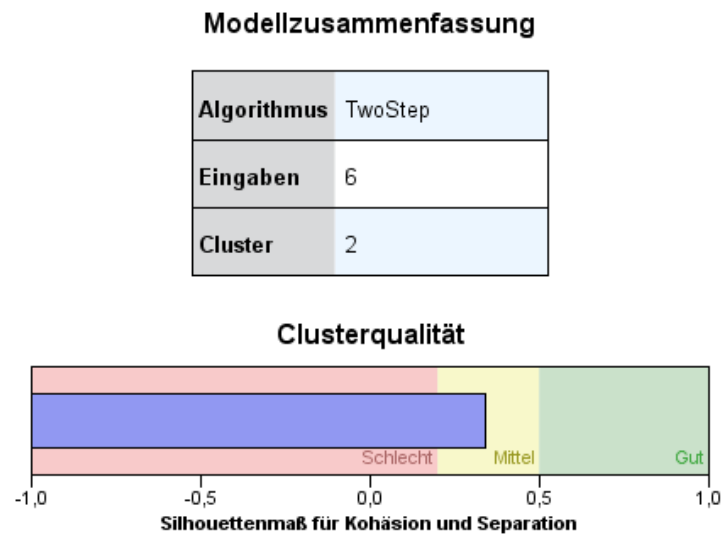 Modellzusammenfassung
Algorithmus TwoStep
Eingaben 6
Cluster 2
Clusterqualität
Schlecht Mittel Gut
-1,0 -0,5 0,0 0,5 1,0
Silhouettenmaß für Kohäsion und Separation